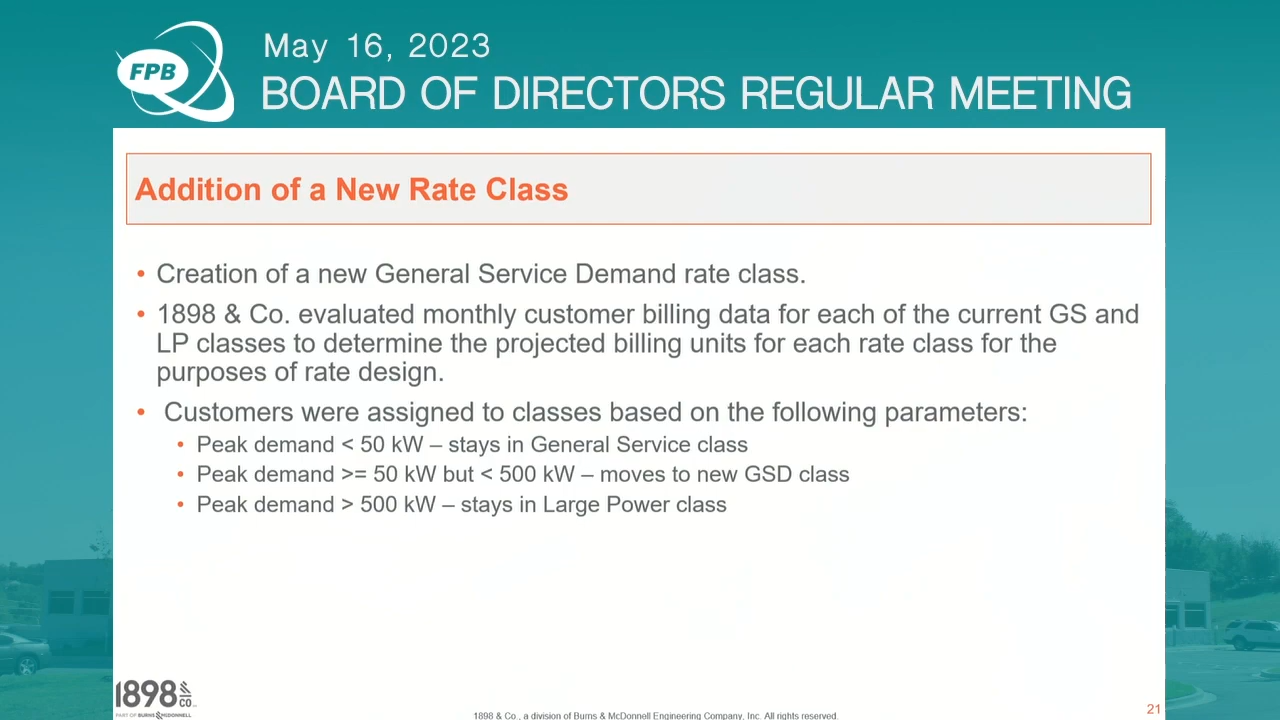 FPB
May 16, 2023
BOARD OF DIRECTORS REGULAR MEETING
Addition of a New Rate Class
• Creation of a new General Service Demand rate class.
• 1898 & Co. evaluated monthly customer billing data for each of the current GS and
LP classes to determine the projected billing units for each rate class for the
purposes of rate design.
• Customers were assigned to classes based on the following parameters:
• Peak demand < 50 kW – stays in General Service class
• Peak demand >= 50 kW but < 500 kW – moves to new GSD class
• Peak demand > 500 kW – stays in Large Power class
1898 & CO
PART OF BURNS & MCDONNELL
1898 & Co., a division of Burns & McDonnell Engineering Company, Inc. All rights reserved.
21